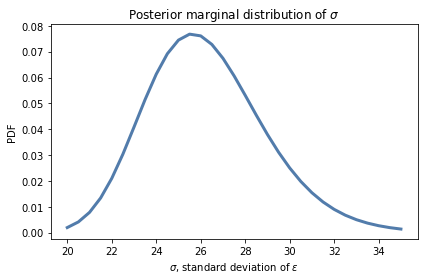 Posterior marginal distribution of σ
PDF
0.08
0.07
0.06
0.05
0.04
0.03
0.02
0.01
0.00
20 22 24 26 28 30 32 34
σ, standard deviation of ε